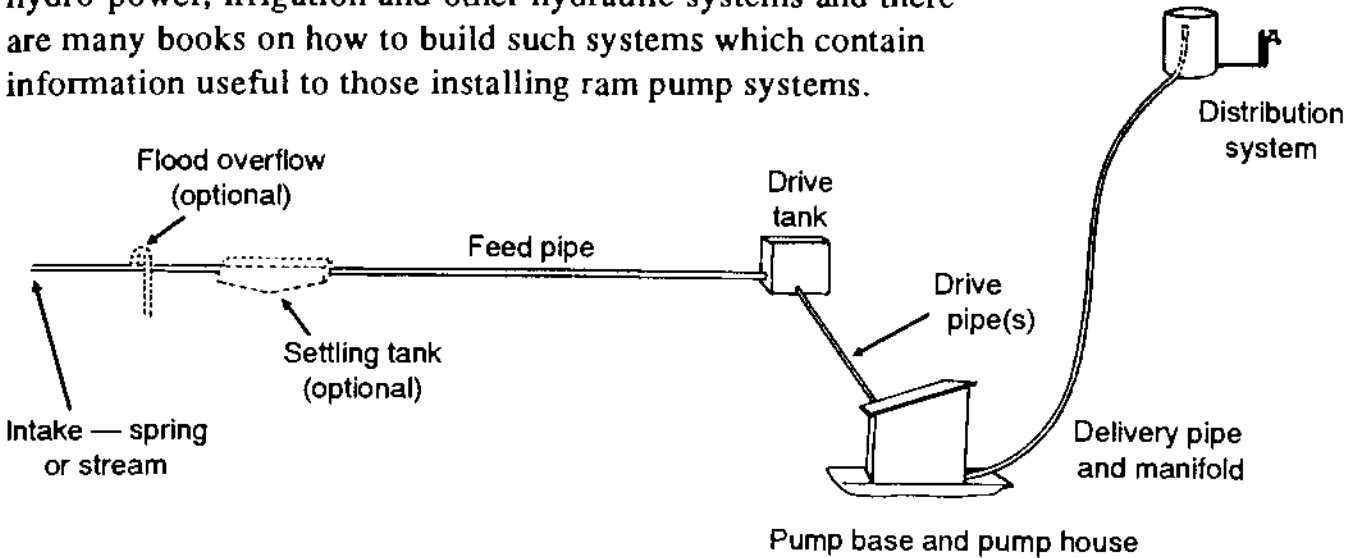 hydro power, irrigation and other hydraulic systems and there
are many books on how to build such systems which contain
information useful to those installing ram pump systems.
Distribution
system
Flood overflow
(optional)
Drive
tank
Feed pipe
Drive
pipe(s)
Settling tank
(optional)
Intake — spring
or stream
Delivery pipe
and manifold
Pump base and pump house